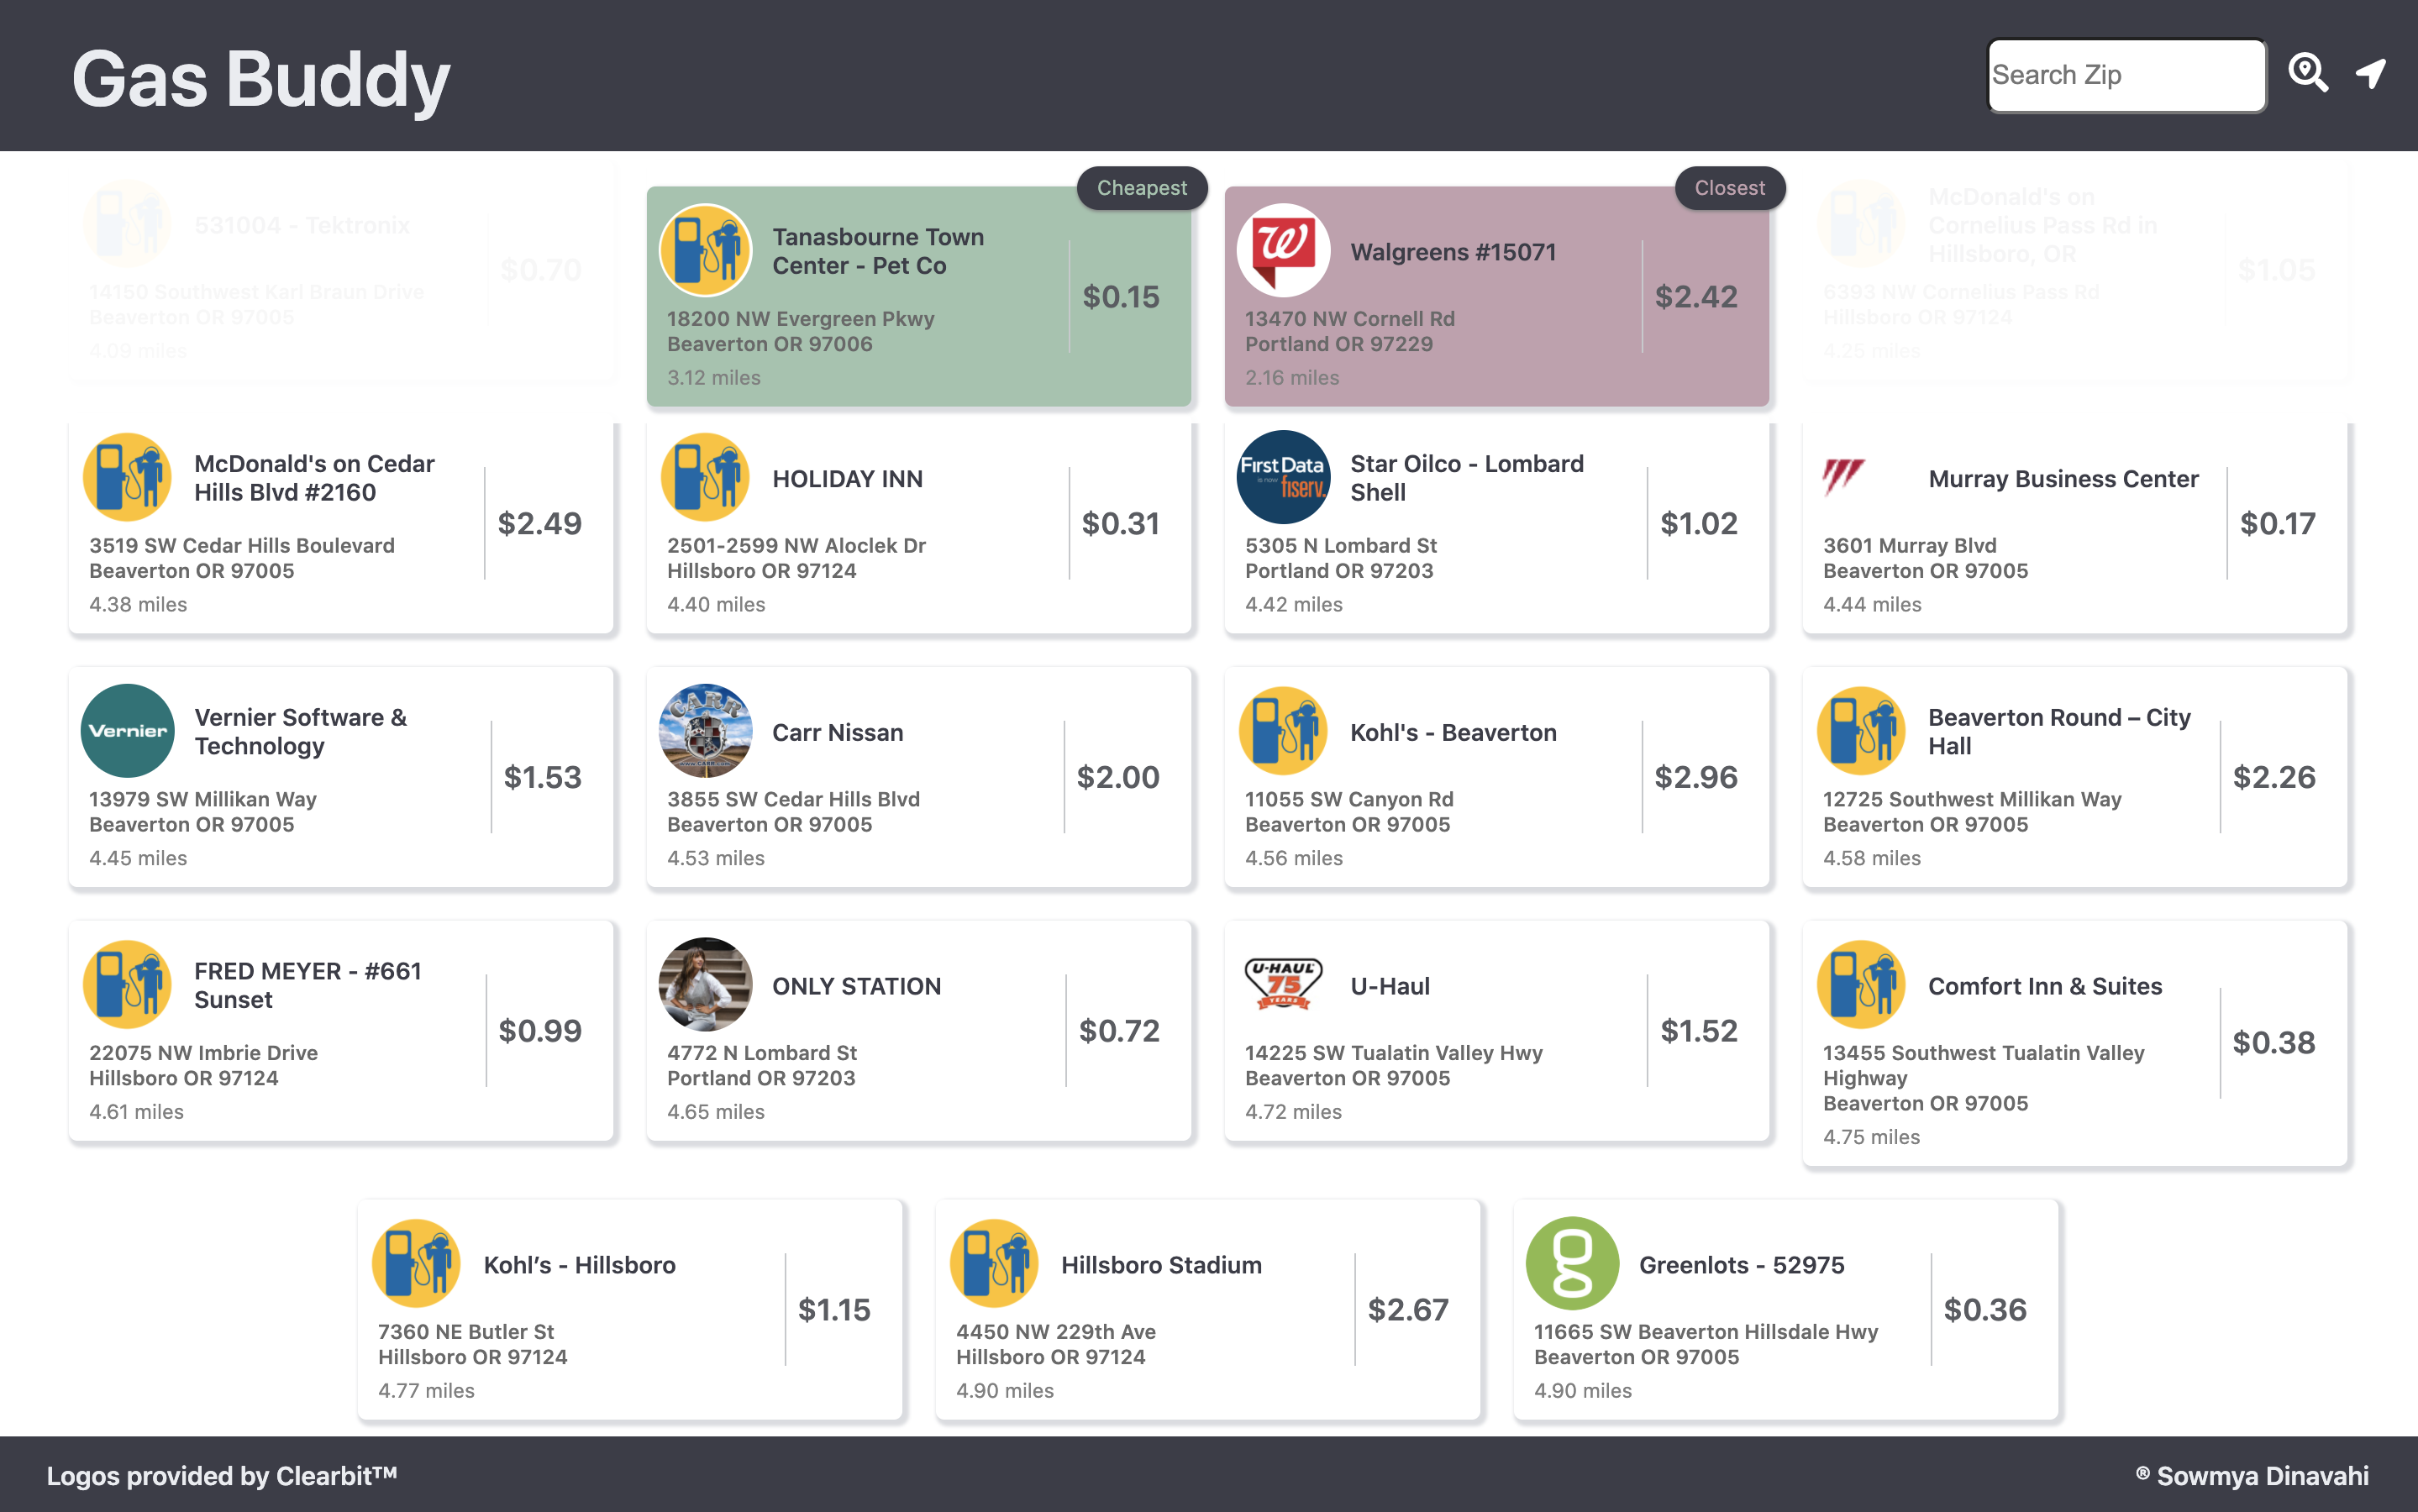 Gas Buddy
Search Zip
531004 - Tektronix
$0.70
14150 Southwest Karl Braun Drive
Beaverton OR 97005
4.09 miles
Cheapest
Tanasbourne Town
Center - Pet Co
$0.15
18200 NW Evergreen Pkwy
Beaverton OR 97006
3.12 miles
Closest
Walgreens #15071
$2.42
13470 NW Cornell Rd
Portland OR 97229
2.16 miles
McDonald's on
Cornelius Pass Rd in
Hillsboro, OR
$1.05
6393 NW Cornelius Pass Rd
Hillsboro OR 97124
4.25 miles
McDonald's on Cedar
Hills Blvd #2160
$2.49
3519 SW Cedar Hills Boulevard
Beaverton OR 97005
4.38 miles
HOLIDAY INN
$0.31
2501-2599 NW Aloclek Dr
Hillsboro OR 97124
4.40 miles
First Data
is now
fiserv.
Star Oilco - Lombard
Shell
$1.02
5305 N Lombard St
Portland OR 97203
4.42 miles
Murray Business Center
$0.17
3601 Murray Blvd
Beaverton OR 97005
4.44 miles
Vernier
Vernier Software &
Technology
$1.53
13979 SW Millikan Way
Beaverton OR 97005
4.45 miles
CARR
WWW.CARR.COM
Carr Nissan
$2.00
3855 SW Cedar Hills Blvd
Beaverton OR 97005
4.53 miles
Kohl's - Beaverton
$2.96
11055 SW Canyon Rd
Beaverton OR 97005
4.56 miles
Beaverton Round – City
Hall
$2.26
12725 Southwest Millikan Way
Beaverton OR 97005
4.58 miles
FRED MEYER - #661
Sunset
$0.99
22075 NW Imbrie Drive
Hillsboro OR 97124
4.61 miles
ONLY STATION
$0.72
4772 N Lombard St
Portland OR 97203
4.65 miles
U-HAUL
75
YEARS
U-Haul
$1.52
14225 SW Tualatin Valley Hwy
Beaverton OR 97005
4.72 miles
Comfort Inn & Suites
$0.38
13455 Southwest Tualatin Valley
Highway
Beaverton OR 97005
4.75 miles
Kohl’s - Hillsboro
$1.15
7360 NE Butler St
Hillsboro OR 97124
4.77 miles
Hillsboro Stadium
$2.67
4450 NW 229th Ave
Hillsboro OR 97124
4.90 miles
g
Greenlots - 52975
$0.36
11665 SW Beaverton Hillsdale Hwy
Beaverton OR 97005
4.90 miles
Logos provided by Clearbit™
® Sowmya Dinavahi